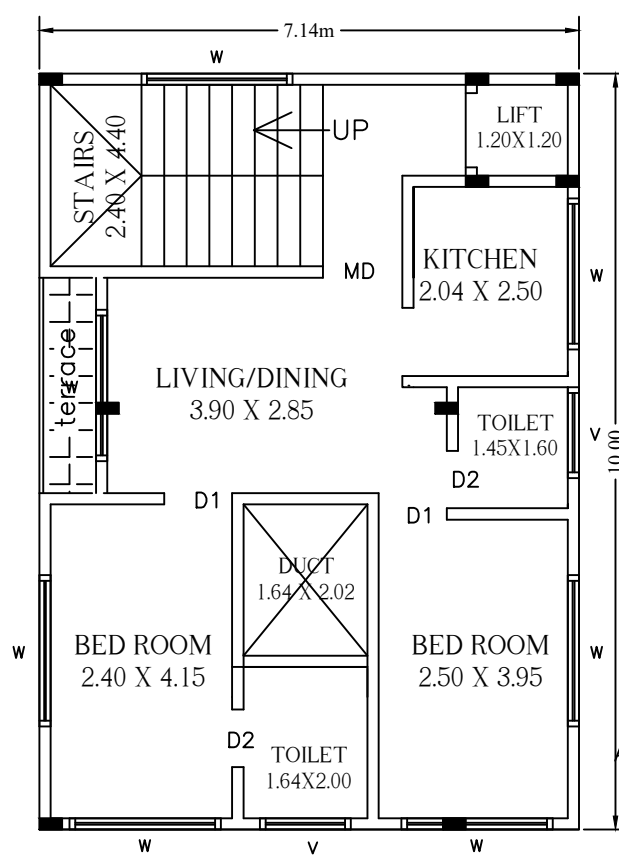 7.14m
W
STAIRS
2.40 X 4.40
UP
LIFT
1.20X1.20
MD
KITCHEN
2.04 X 2.50
W
terrace
W
LIVING/DINING
3.90 X 2.85
TOILET
1.45X1.60
V
10.00
D2
D1
D1
DUCT
1.64 X 2.02
W
BED ROOM
2.40 X 4.15
BED ROOM
2.50 X 3.95
W
D2
TOILET
1.64X2.00
W
V
W